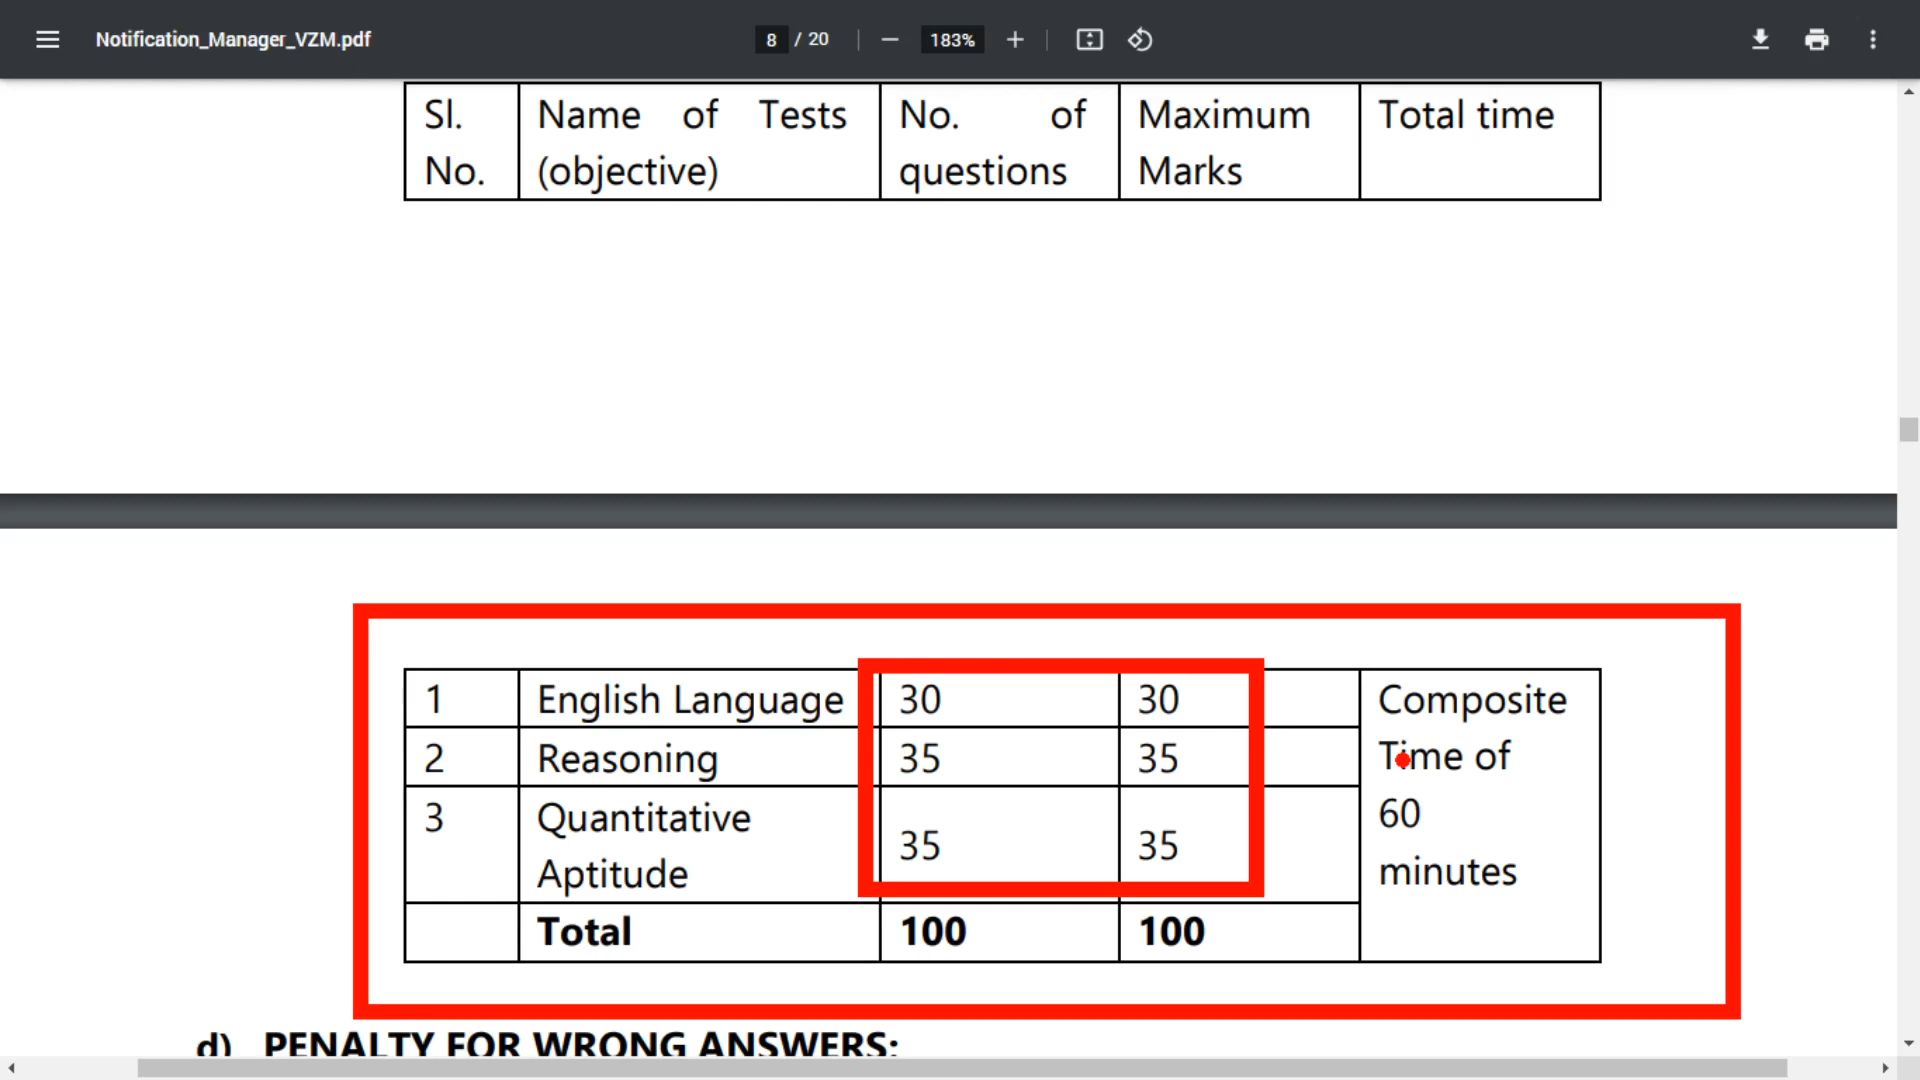 Notification_Manager_VZM.pdf
8 / 20
183%
Sl. No. Name of Tests (objective) No. of questions Maximum Marks Total time
1 English Language 30 30 Composite Time of 60 minutes
2 Reasoning 35 35
3 Quantitative Aptitude 35 35
Total 100 100
d) PENALTY FOR WRONG ANSWERS: